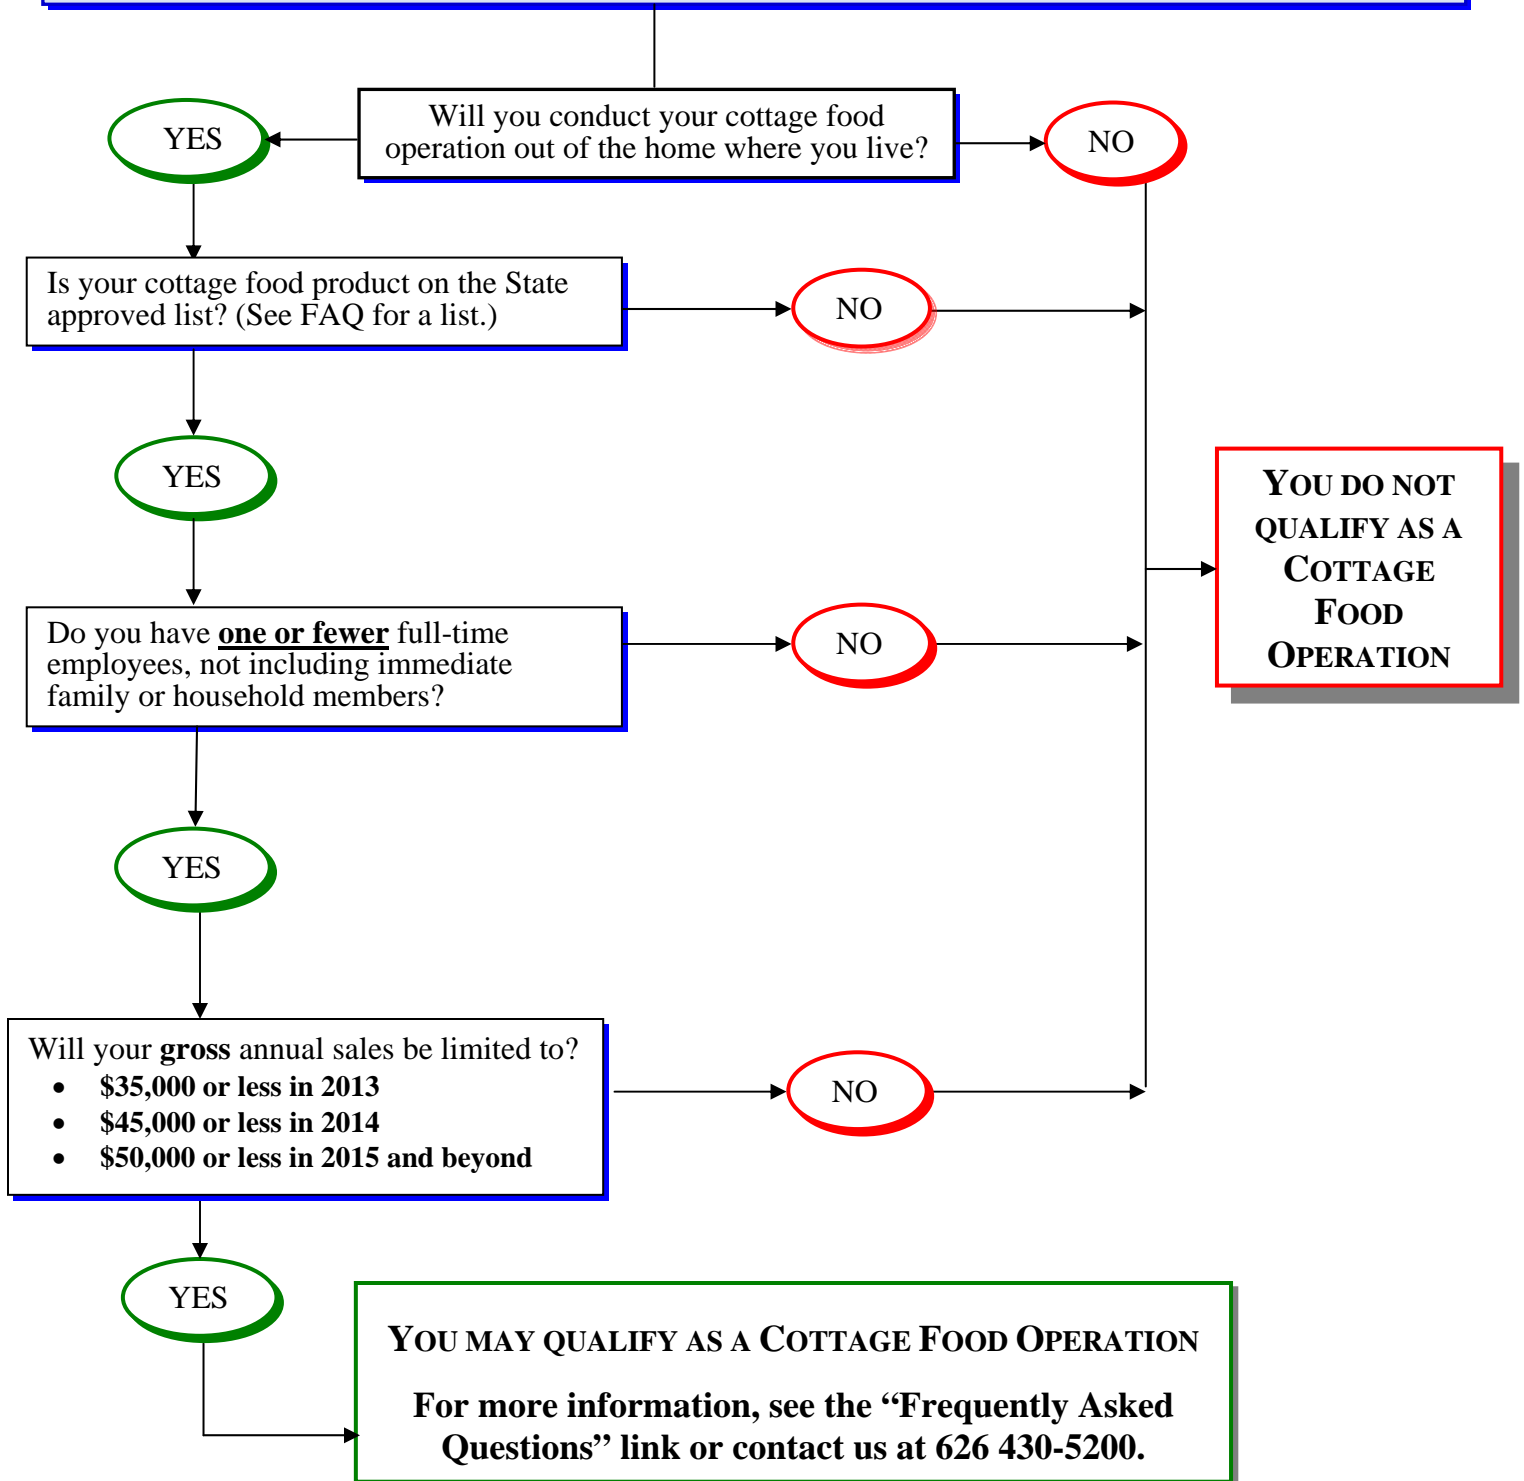 Will you conduct your cottage food
operation out of the home where you live?
YES
NO
Is your cottage food product on the State
approved list? (See FAQ for a list.)
NO
YES
YOU DO NOT
QUALIFY AS A
COTTAGE
FOOD
OPERATION
Do you have one or fewer full-time
employees, not including immediate
family or household members?
NO
YES
Will your gross annual sales be limited to?
• $35,000 or less in 2013
• $45,000 or less in 2014
• $50,000 or less in 2015 and beyond
NO
YES
YOU MAY QUALIFY AS A COTTAGE FOOD OPERATION
For more information, see the “Frequently Asked
Questions” link or contact us at 626 430-5200.